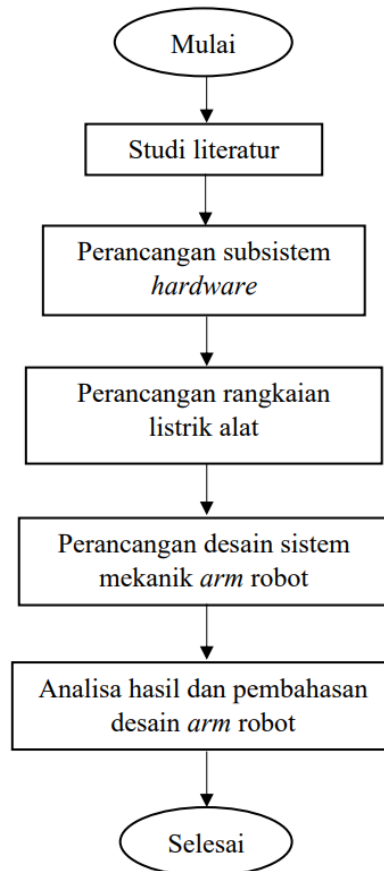 Mulai
Studi literatur
Perancangan subsistem
hardware
Perancangan rangkaian
listrik alat
Perancangan desain sistem
mekanik arm robot
Analisa hasil dan pembahasan
desain arm robot
Selesai